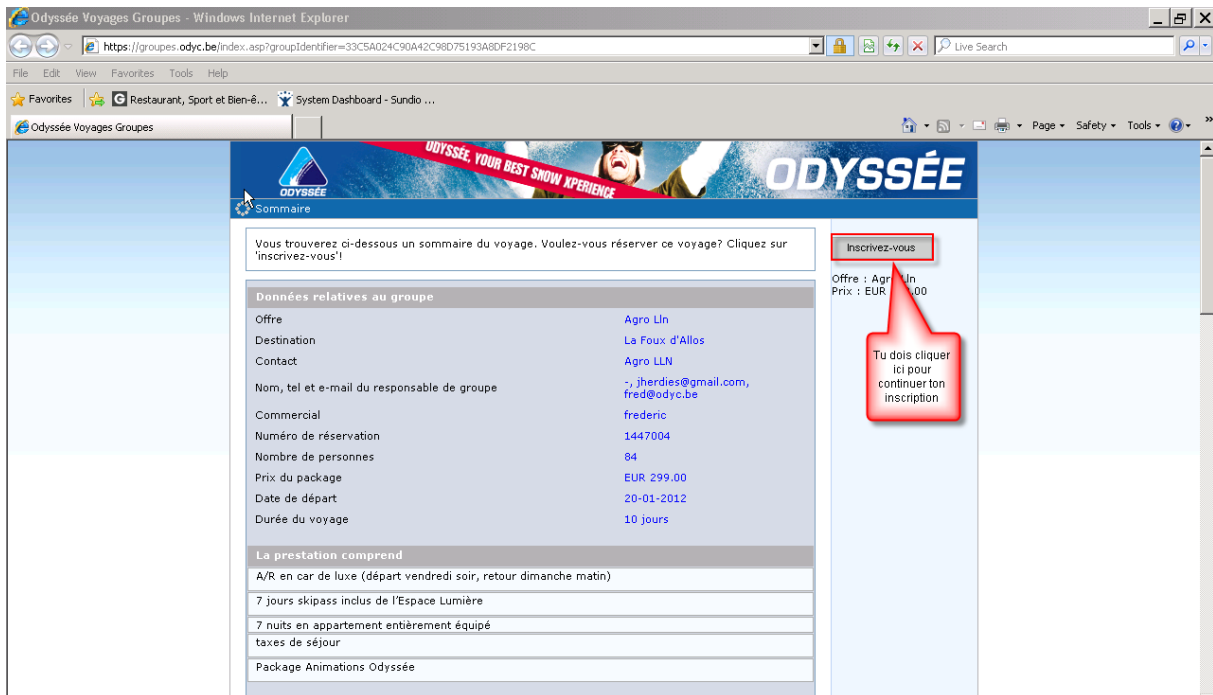 Odyssée Voyages Groupes - Windows Internet Explorer
https://groupes.odyc.be/index.asp?groupIdentifier=33C5A024C90A42C98D75193A8DF2198C
Live Search
File Edit View Favorites Tools Help
Favorites Restaurant, Sport et Bien-ê... System Dashboard - Sundio ...
Odyssée Voyages Groupes
Page Safety Tools
ODYSSÉE
ODYSSÉE, YOUR BEST SNOW XPERIENCE
ODYSSÉE
Sommaire
Vous trouverez ci-dessous un sommaire du voyage. Voulez-vous réserver ce voyage? Cliquez sur
'inscrivez-vous'!
Inscrivez-vous
Offre : Agro Lln
Prix : EUR .00
Tu dois cliquer
ici pour
continuer ton
inscription
Données relatives au groupe
Offre Agro Lln
Destination La Foux d'Allos
Contact Agro LLN
Nom, tel et e-mail du responsable de groupe -, jherdies@gmail.com,
fred@odyc.be
Commercial frederic
Numéro de réservation 1447004
Nombre de personnes 84
Prix du package EUR 299.00
Date de départ 20-01-2012
Durée du voyage 10 jours
La prestation comprend
A/R en car de luxe (départ vendredi soir, retour dimanche matin)
7 jours skipass inclus de l'Espace Lumière
7 nuits en appartement entièrement équipé
taxes de séjour
Package Animations Odyssée